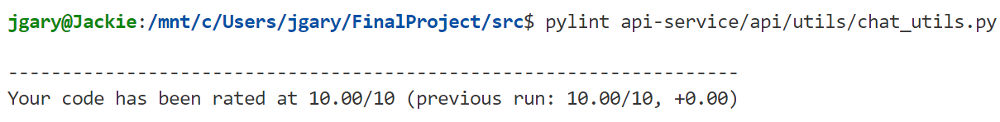 jgary@Jackie:/mnt/c/Users/jgary/FinalProject/src$ pylint api-service/api/utils/chat_utils.py
--------------------------------------------------------------------
Your code has been rated at 10.00/10 (previous run: 10.00/10, +0.00)